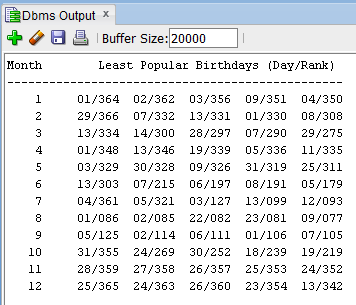 Dbms Output x
Buffer Size: 20000
Month Least Popular Birthdays (Day/Rank)
------------------------------------------------
1 01/364 02/362 03/356 09/351 04/350
2 29/366 07/332 13/331 01/330 08/308
3 13/334 14/300 28/297 07/290 29/275
4 01/348 13/346 19/339 05/336 11/335
5 03/329 30/328 09/326 31/319 25/311
6 13/303 07/215 06/197 08/191 05/179
7 04/361 05/321 03/127 13/099 12/093
8 01/086 02/085 22/082 23/081 09/077
9 05/125 02/114 06/111 01/106 07/105
10 31/355 24/269 30/252 18/239 19/219
11 28/359 27/358 26/357 25/353 24/352
12 25/365 24/363 26/360 23/354 13/342